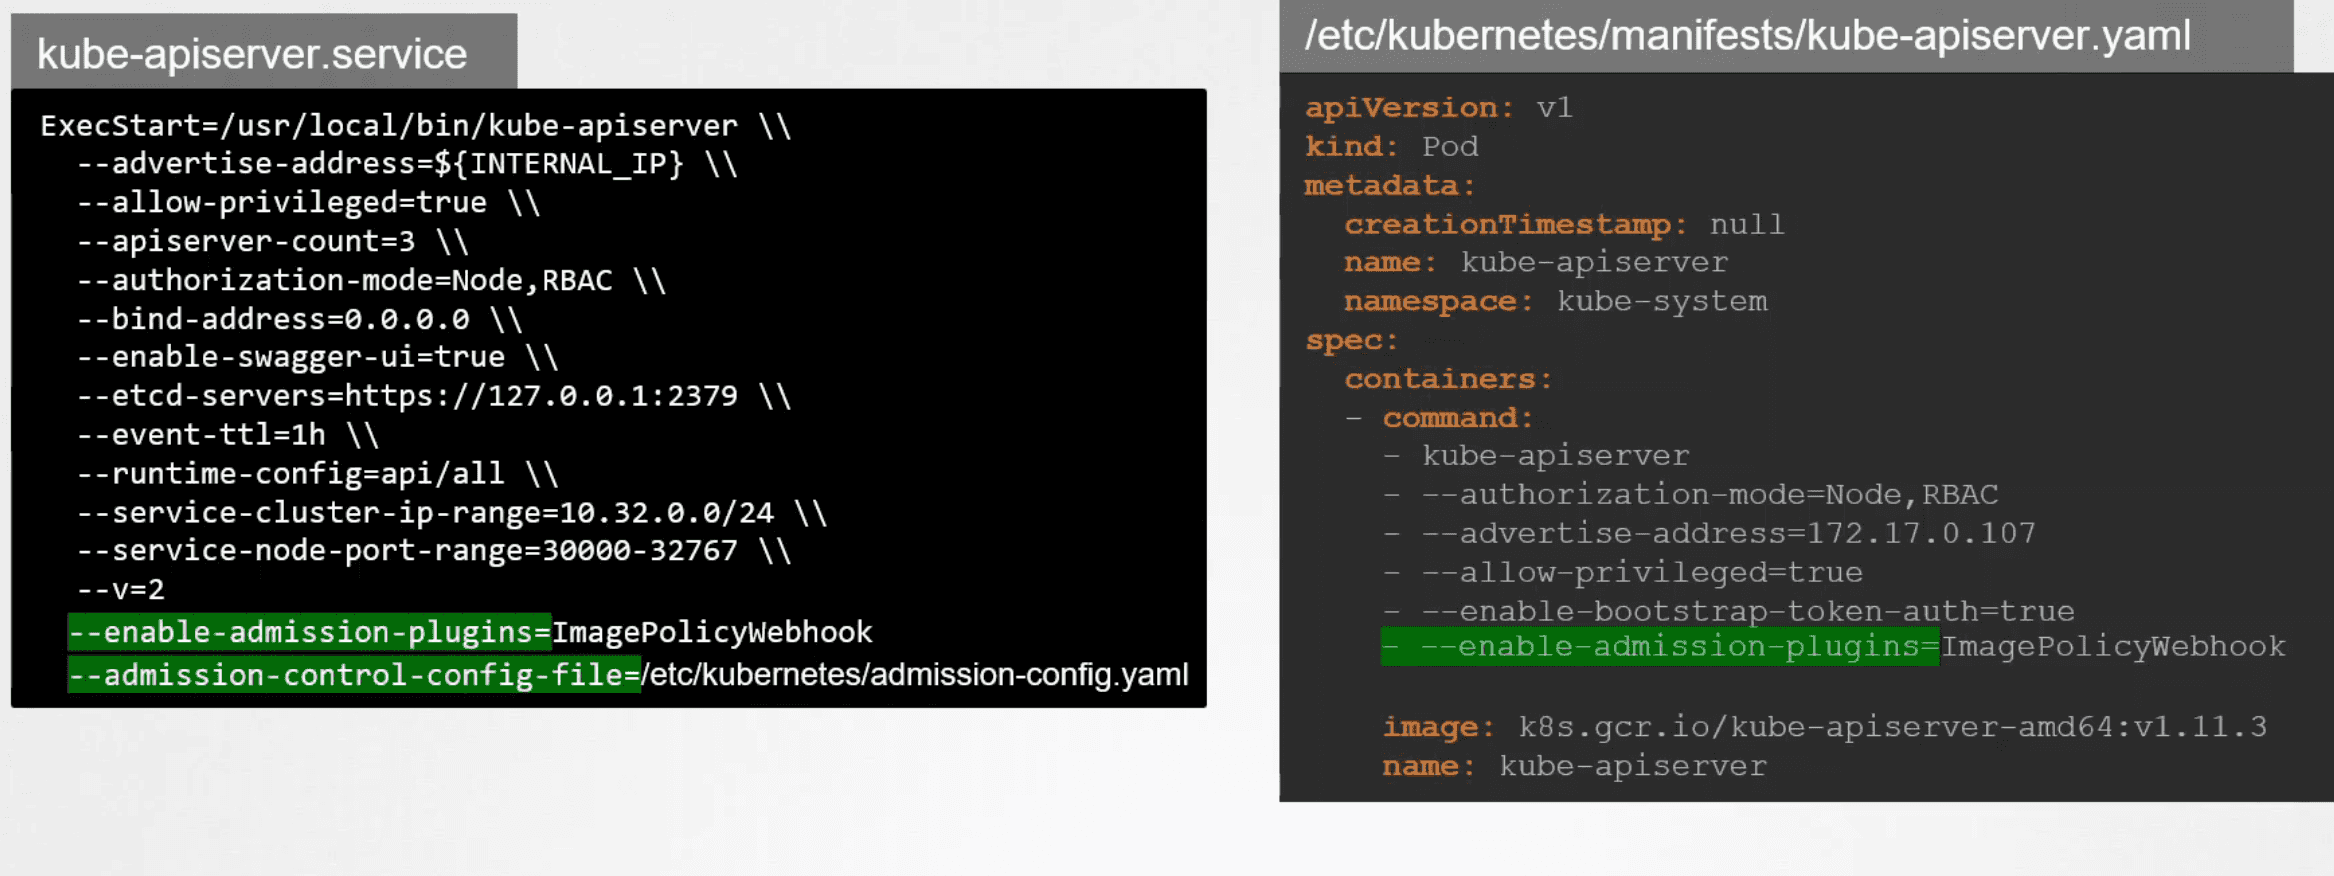 kube-apiserver.service
ExecStart=/usr/local/bin/kube-apiserver \\
  --advertise-address=${INTERNAL_IP} \\
  --allow-privileged=true \\
  --apiserver-count=3 \\
  --authorization-mode=Node,RBAC \\
  --bind-address=0.0.0.0 \\
  --enable-swagger-ui=true \\
  --etcd-servers=https://127.0.0.1:2379 \\
  --event-ttl=1h \\
  --runtime-config=api/all \\
  --service-cluster-ip-range=10.32.0.0/24 \\
  --service-node-port-range=30000-32767 \\
  --v=2
  --enable-admission-plugins=ImagePolicyWebhook
  --admission-control-config-file=/etc/kubernetes/admission-config.yaml
/etc/kubernetes/manifests/kube-apiserver.yaml
apiVersion: v1
kind: Pod
metadata:
  creationTimestamp: null
  name: kube-apiserver
  namespace: kube-system
spec:
  containers:
  - command:
    - kube-apiserver
    - --authorization-mode=Node,RBAC
    - --advertise-address=172.17.0.107
    - --allow-privileged=true
    - --enable-bootstrap-token-auth=true
    - --enable-admission-plugins=ImagePolicyWebhook
    image: k8s.gcr.io/kube-apiserver-amd64:v1.11.3
    name: kube-apiserver